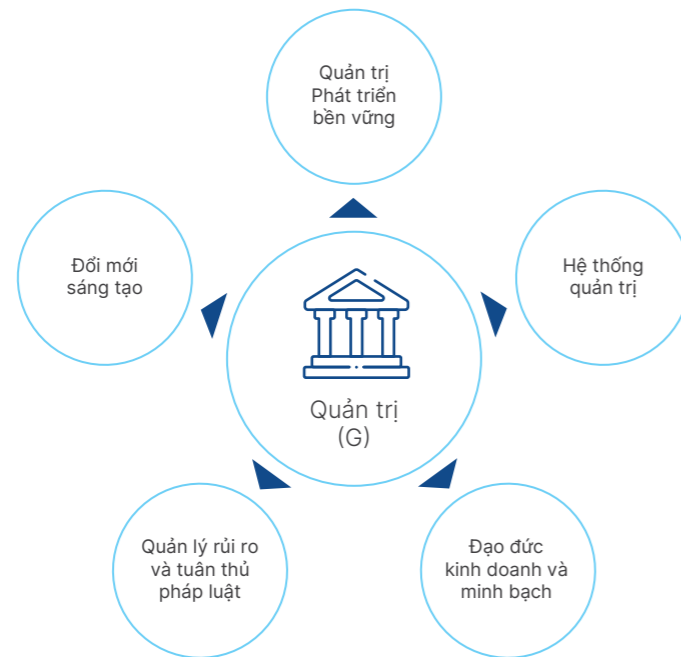 Quản trị
Phát triển
bền vững
Đổi mới
sáng tạo
Hệ thống
quản trị
Quản trị
(G)
Quản lý rủi ro
và tuân thủ
pháp luật
Đạo đức
kinh doanh và
minh bạch